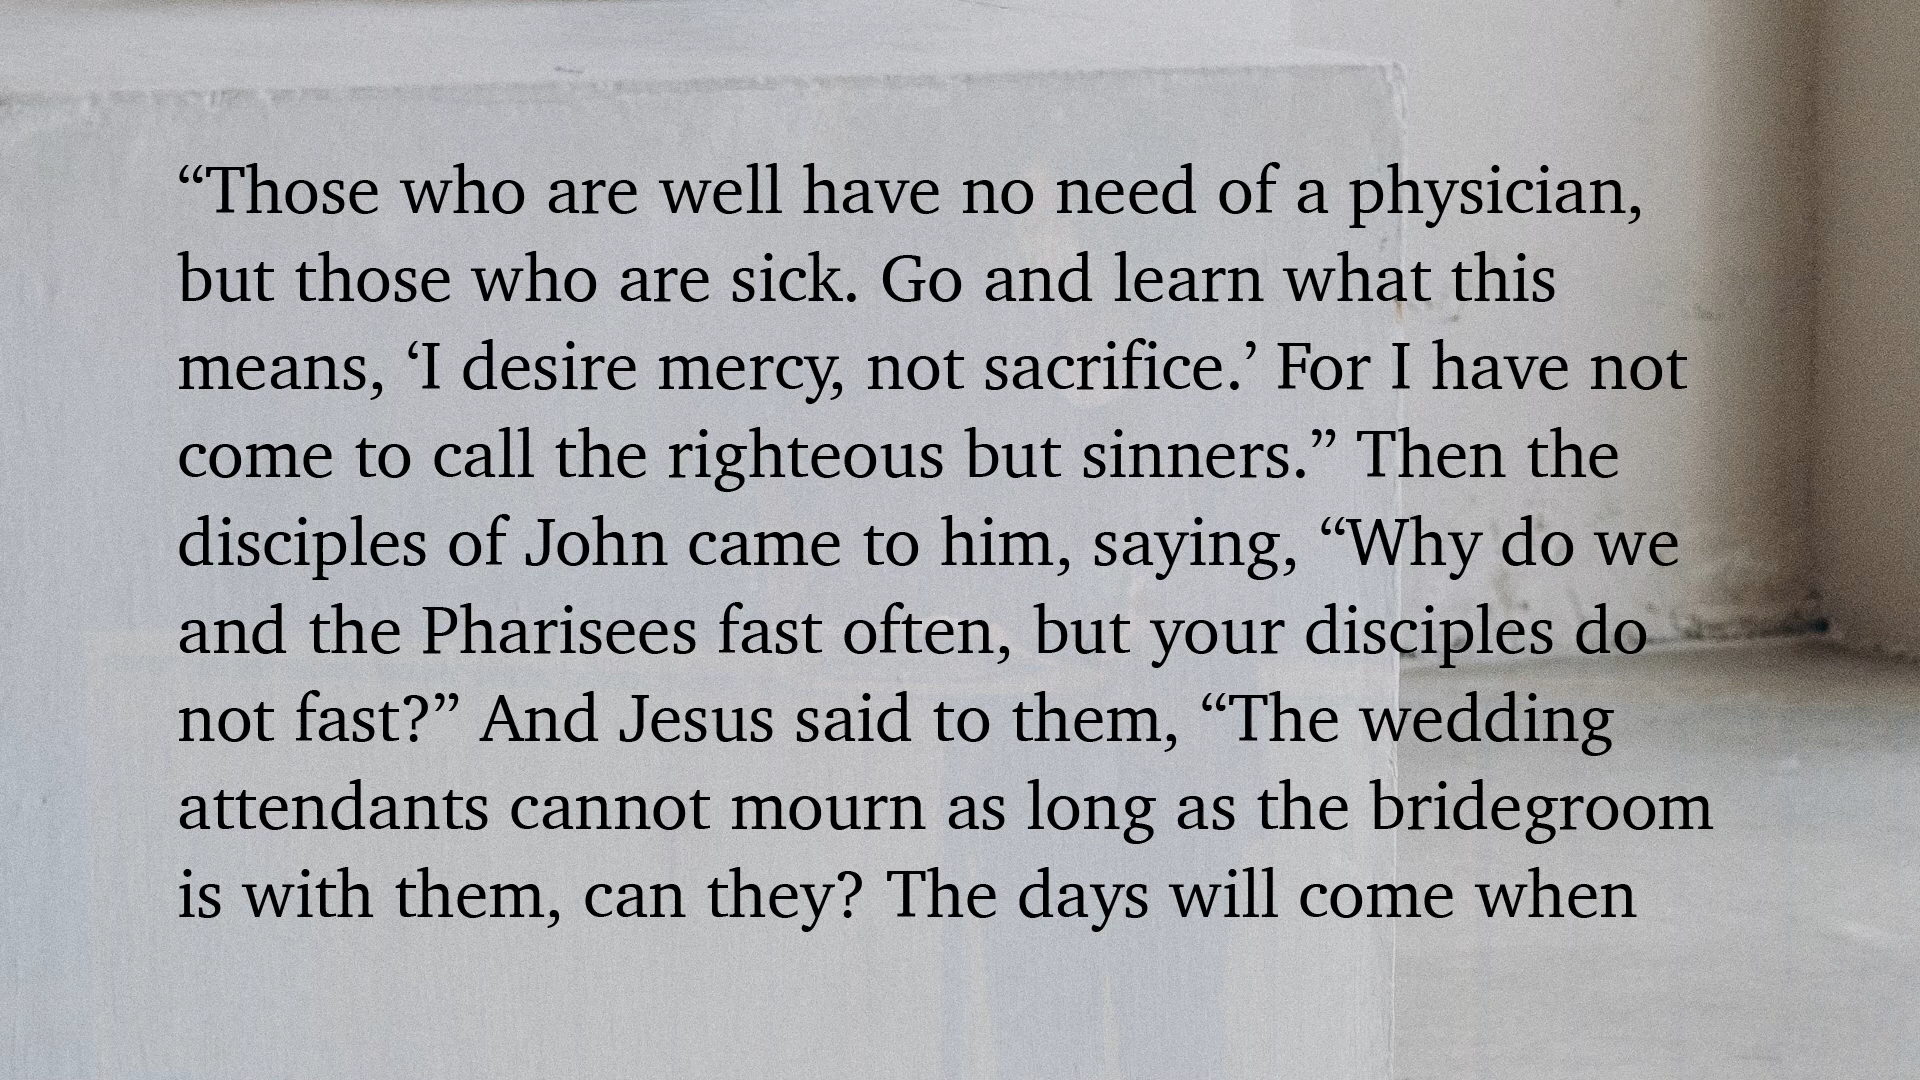 “Those who are well have no need of a physician,
but those who are sick. Go and learn what this
means, ‘I desire mercy, not sacrifice.’ For I have not
come to call the righteous but sinners.” Then the
disciples of John came to him, saying, “Why do we
and the Pharisees fast often, but your disciples do
not fast?” And Jesus said to them, “The wedding
attendants cannot mourn as long as the bridegroom
is with them, can they? The days will come when